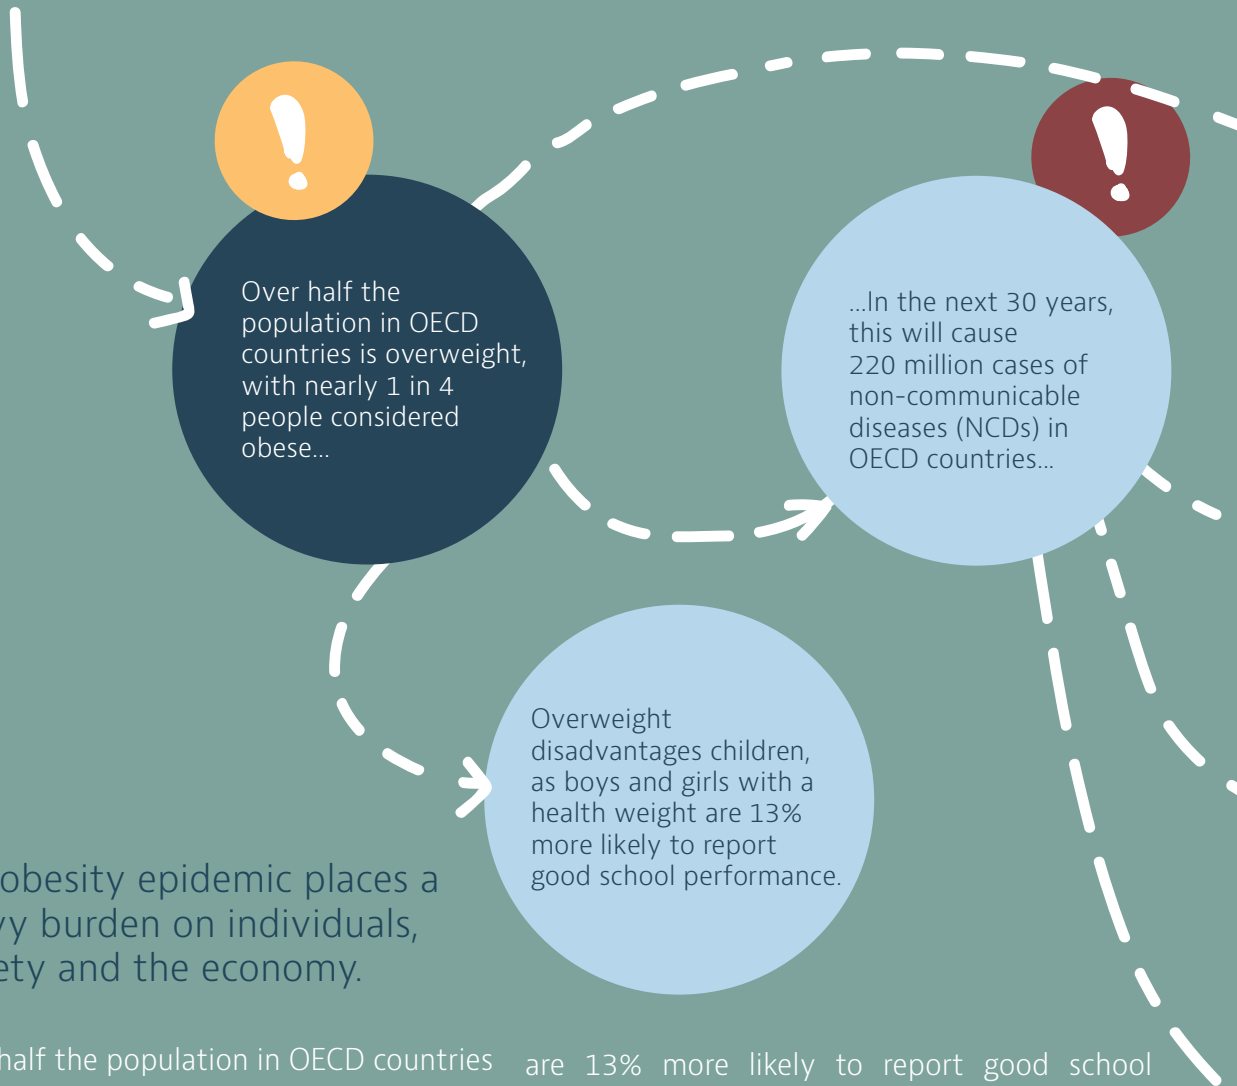 !
!
Over half the
population in OECD
countries is overweight,
with nearly 1 in 4
people considered
obese...
...In the next 30 years,
this will cause
220 million cases of
non-communicable
diseases (NCDs) in
OECD countries...
Overweight
disadvantages children,
as boys and girls with a
health weight are 13%
more likely to report
good school performance.
obesity epidemic places a
burden on individuals,
and the economy.
half the population in OECD countries
are 13% more likely to report good school